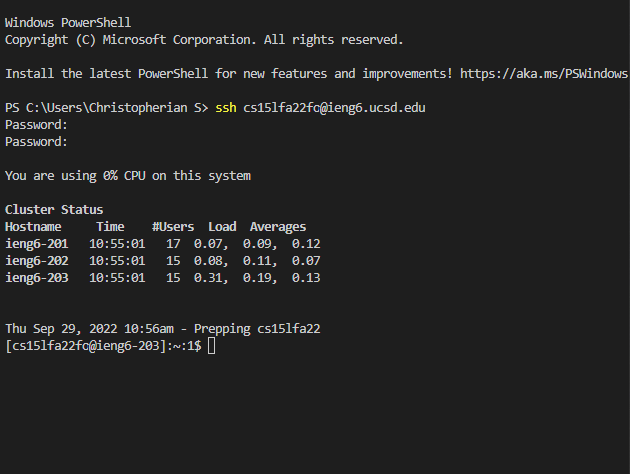 Windows PowerShell
Copyright (C) Microsoft Corporation. All rights reserved.
Install the latest PowerShell for new features and improvements! https://aka.ms/PSWindows
PS C:\Users\Christopherian S> ssh cs15lfa22fq@ieng6.ucsd.edu
Password:
Password:
You are using 0% CPU on this system
Cluster Status
Hostname Time #Users Load Averages
ieng6-201 10:55:01 17 0.07, 0.09, 0.12
ieng6-202 10:55:01 15 0.08, 0.11, 0.07
ieng6-203 10:55:01 15 0.31, 0.19, 0.13
Thu Sep 29, 2022 10:56am - Prepping cs15lfa22
[cs15lfa22fq@ieng6-203]:~:1$